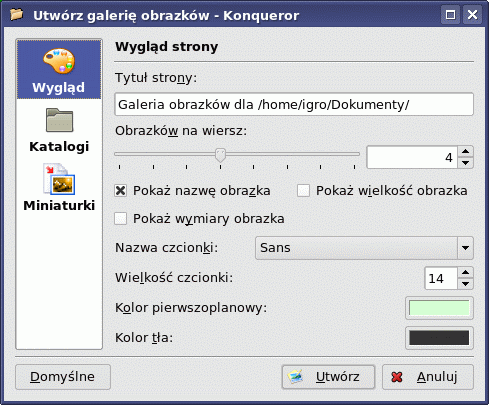 Utwórz galerię obrazków - Konqueror
Wygląd
Katalogi
Miniaturki
Wygląd strony
Tytuł strony:
Galeria obrazków dla /home/igro/Dokumenty/
Obrazków na wiersz:
4
Pokaż nazwę obrazka
Pokaż wielkość obrazka
Pokaż wymiary obrazka
Nazwa czcionki:
Sans
Wielkość czcionki:
14
Kolor pierwszoplanowy:
Kolor tła:
Domyślne
Utwórz
Anuluj